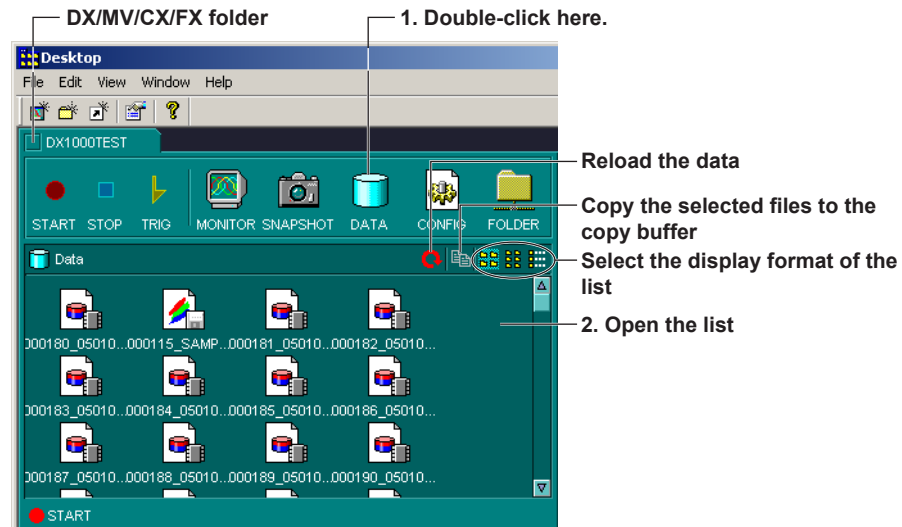 DX/MV/CX/FX folder
1. Double-click here.
Desktop
File Edit View Window Help
DX1000TEST
START STOP TRIG MONITOR SNAPSHOT DATA CONFIG FOLDER
Reload the data
Copy the selected files to the
copy buffer
Select the display format of the
list
2. Open the list
Data
000180_05010...000115_SAMP...000181_05010...000182_05010...
000183_05010...000184_05010...000185_05010...000186_05010...
000187_05010...000188_05010...000189_05010...000190_05010...
START